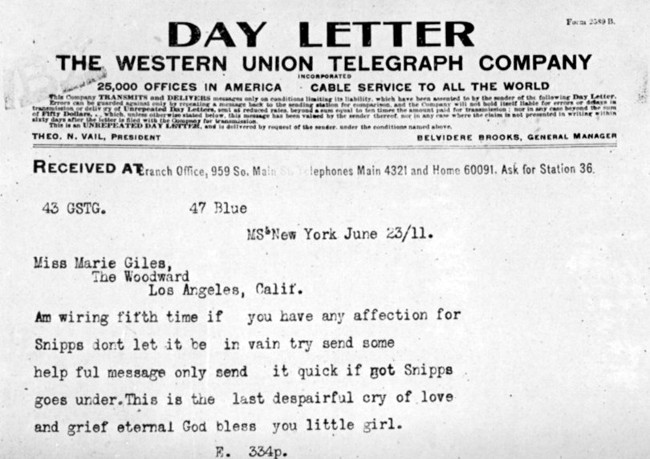 Form 2589 B.
DAY LETTER
THE WESTERN UNION TELEGRAPH COMPANY
INCORPORATED
25,000 OFFICES IN AMERICA CABLE SERVICE TO ALL THE WORLD
This Company TRANSMITS and DELIVERS messages only on conditions limiting its liability, which have been assented to by the sender of the following Day Letter.
Errors can be guarded against only by repeating a message back to the sending station for comparison, and the Company will not hold itself liable for errors or delays in
transmission or delivery of Unrepeated Day Letters, sent at reduced rates, beyond a sum equal to ten times the amount paid for transmission; nor in any case beyond the sum
of Fifty Dollars, which, unless otherwise stated below, this message has been valued by the sender thereof, nor in any case where the claim is not presented in writing within
sixty days after the letter is filed with the Company for transmission.
This is an UNREPEATED DAY LETTER, and is delivered by request of the sender, under the conditions named above.
THEO. N. VAIL, PRESIDENT BELVIDERE BROOKS, GENERAL MANAGER
RECEIVED AT Branch Office, 959 So. Main Telephones Main 4321 and Home 60091. Ask for Station 36.
43 GSTG. 47 Blue
New York June 23/11.
Miss Marie Giles,
The Woodward
Los Angeles, Calif.
Am wiring fifth time if you have any affection for
Snipps dont let it be in vain try send some
help ful message only send it quick if not Snipps
goes under.This is the last despairful cry of love
and grief eternal God bless you little girl.
E. 334p.